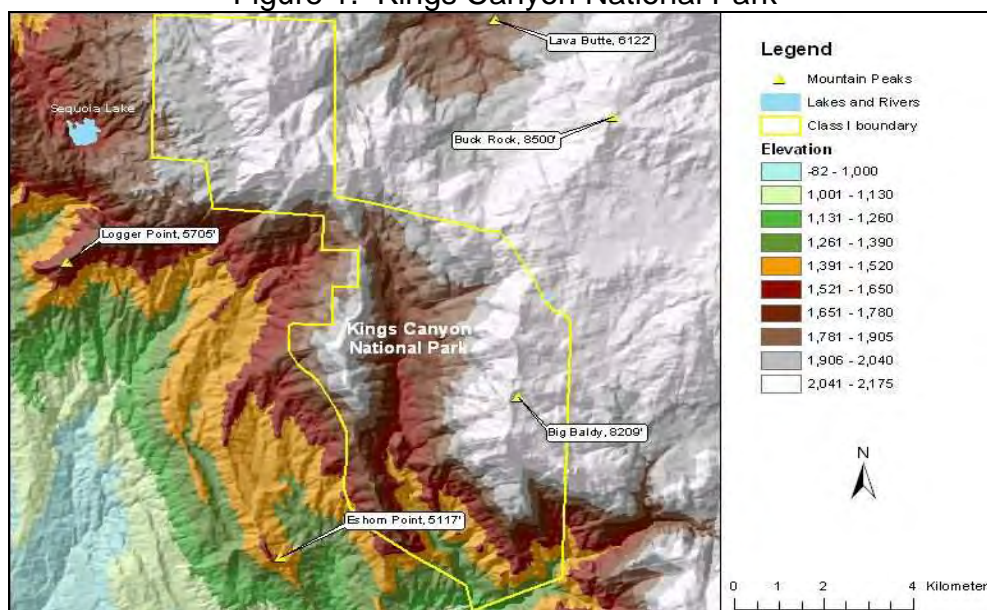 Figure 1. Kings Canyon National Park
Lava Butte, 6122'
Sequoia Lake
Buck Rock, 8500'
Logger Point, 5705'
Kings Canyon
National Park
Big Baldy, 8209'
Eshom Point, 5117'
Legend
Mountain Peaks
Lakes and Rivers
Class I boundary
Elevation
-82 - 1,000
1,001 - 1,130
1,131 - 1,260
1,261 - 1,390
1,391 - 1,520
1,521 - 1,650
1,651 - 1,780
1,781 - 1,905
1,906 - 2,040
2,041 - 2,175
N
0 1 2 4 Kilometer